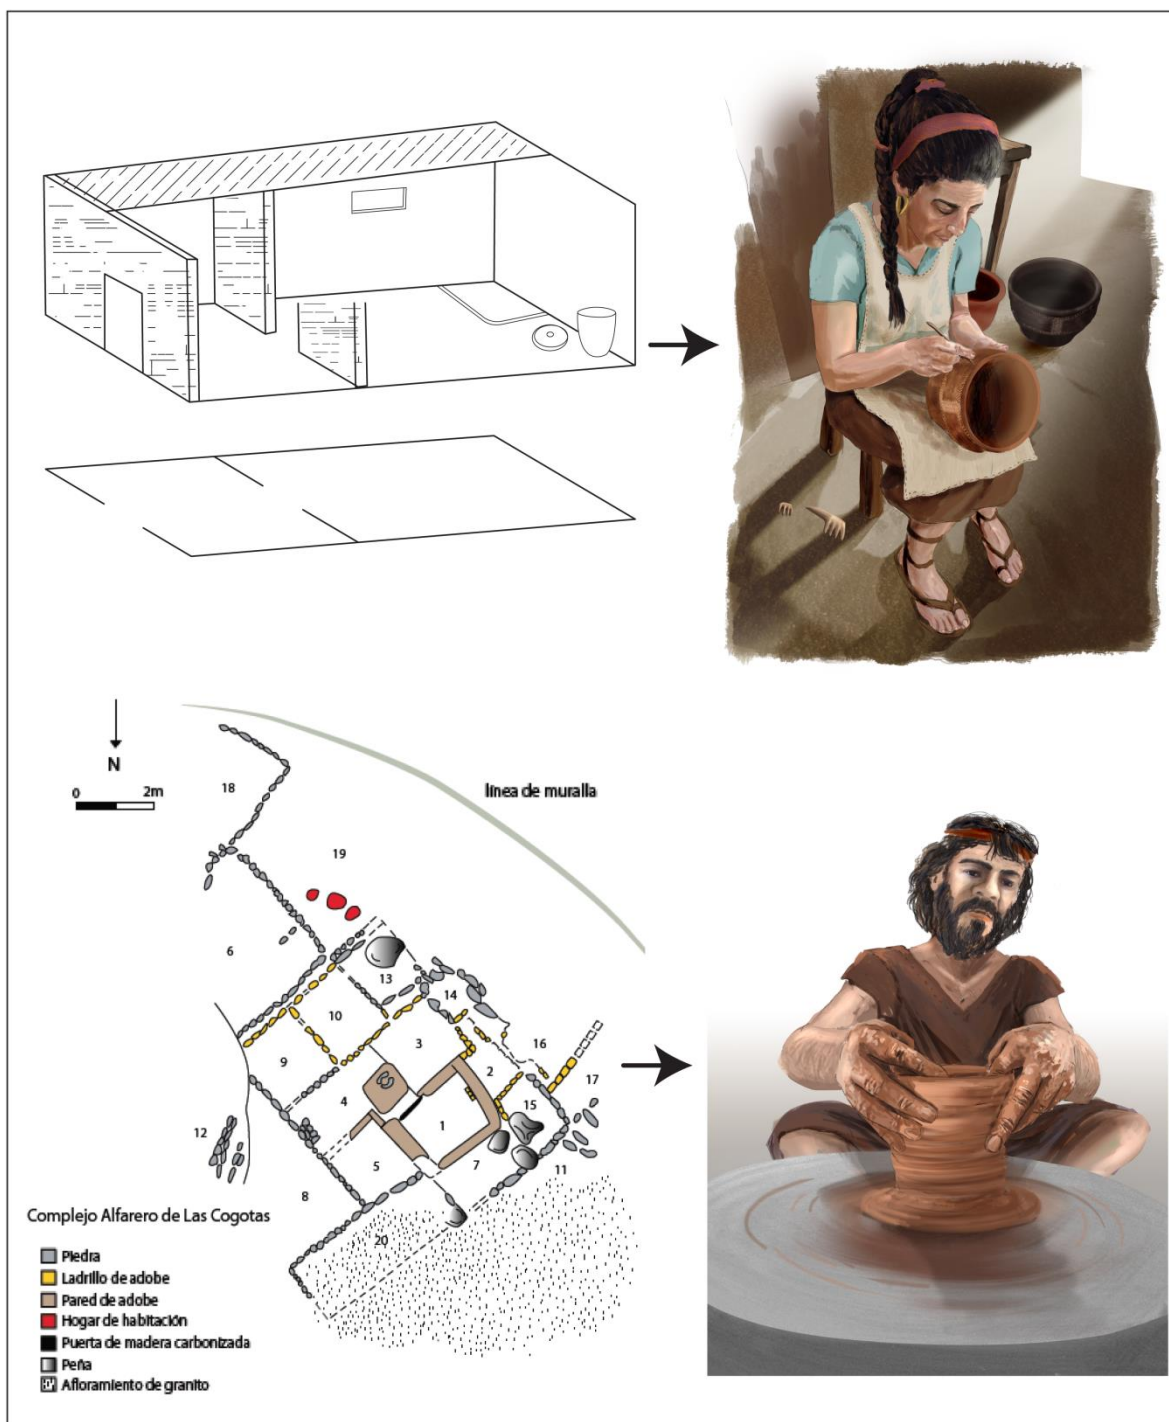 N
0 2m
línea de muralla
18
19
6
13
14
10
3
16
9
2
17
4
15
12
1
5
7
11
8
20
Complejo Alfarero de Las Cogotas
Piedra
Ladrillo de adobe
Pared de adobe
Hogar de habitación
Puerta de madera carbonizada
Peña
Afloramiento de granito